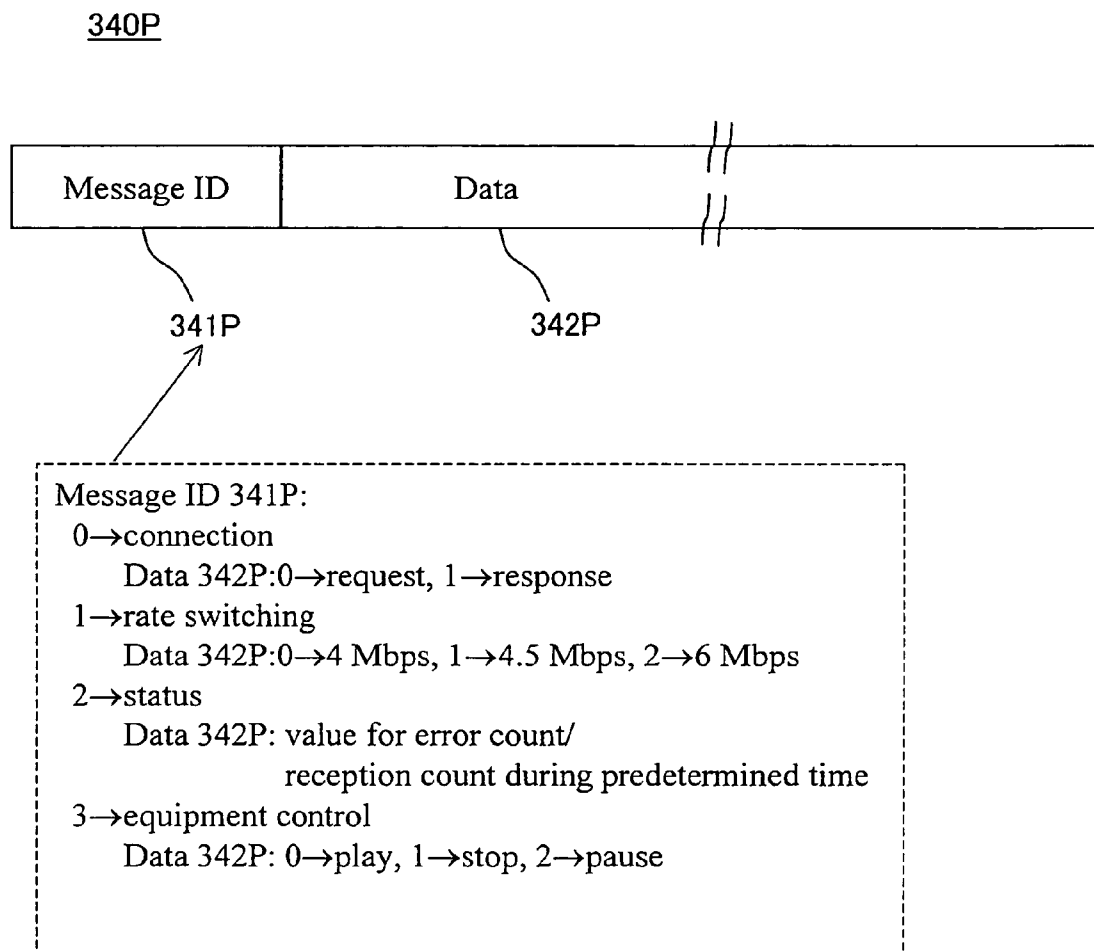 340P
Message ID Data
341P 342P
Message ID 341P:
0→connection
Data 342P:0→request, 1→response
1→rate switching
Data 342P:0→4 Mbps, 1→4.5 Mbps, 2→6 Mbps
2→status
Data 342P: value for error count/
reception count during predetermined time
3→equipment control
Data 342P: 0→play, 1→stop, 2→pause